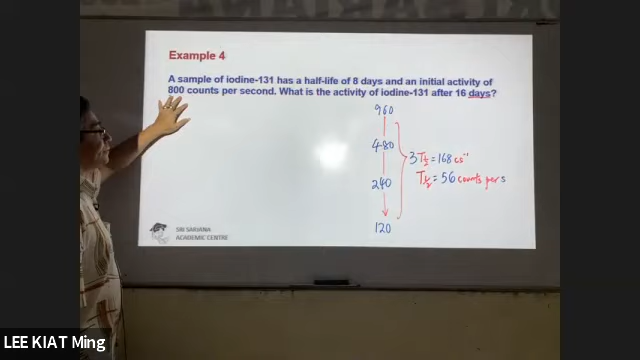 Example 4
A sample of iodine-131 has a half-life of 8 days and an initial activity of
800 counts per second. What is the activity of iodine-131 after 16 days?
960
480
240
120
3T½ = 168 cs⁻¹
T½ = 56 counts per s
SRI SARJANA
ACADEMIC CENTRE
LEE KIAT Ming